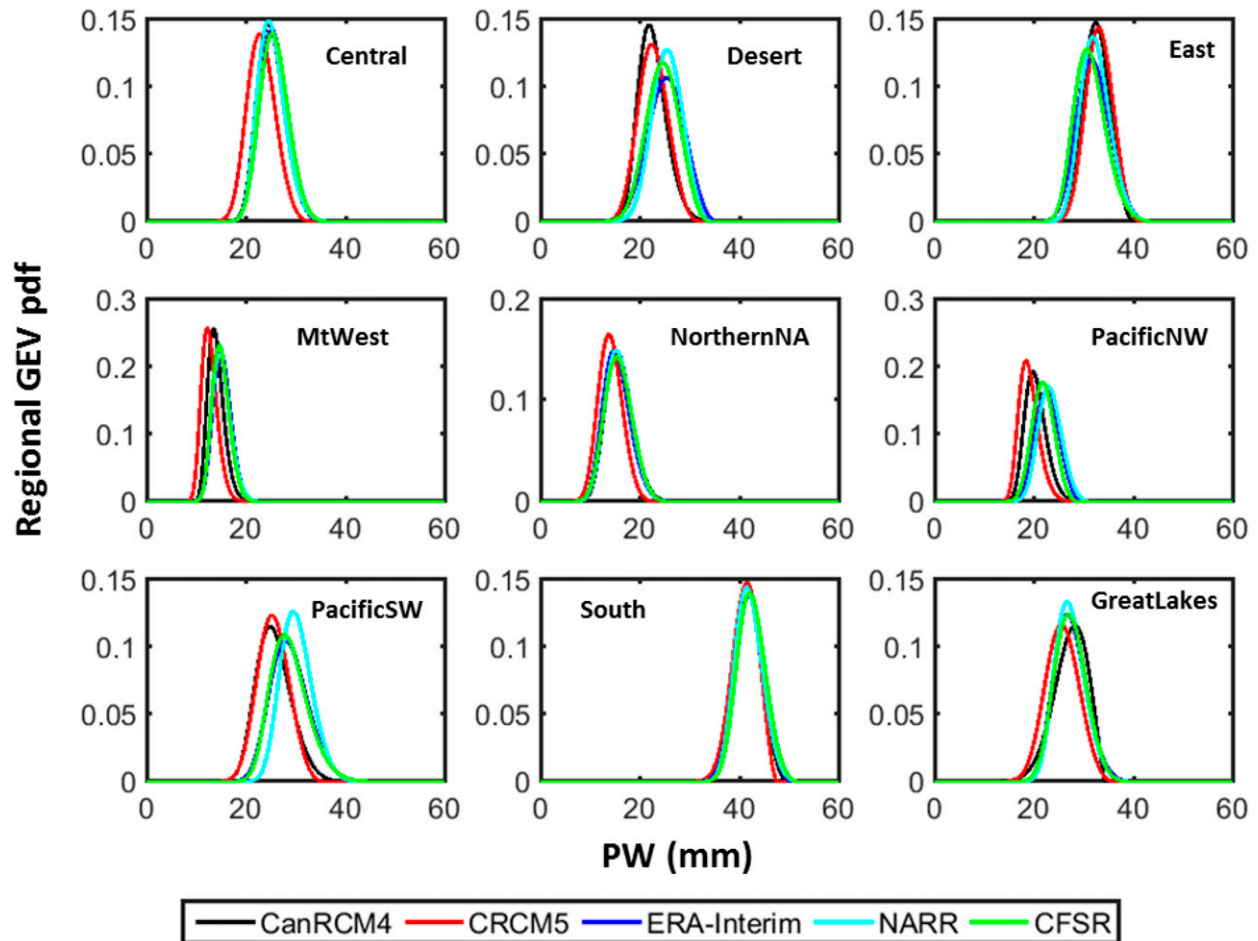 Regional GEV pdf
0.15
0.1
0.05
0
0 20 40 60
Central
0.15
0.1
0.05
0
0 20 40 60
Desert
0.15
0.1
0.05
0
0 20 40 60
East
0.3
0.2
0.1
0
0 20 40 60
MtWest
0.2
0.1
0
0 20 40 60
NorthernNA
0.3
0.2
0.1
0
0 20 40 60
PacificNW
0.15
0.1
0.05
0
0 20 40 60
PacificSW
0.15
0.1
0.05
0
0 20 40 60
South
0.15
0.1
0.05
0
0 20 40 60
GreatLakes
PW (mm)
CanRCM4 CRCM5 ERA-Interim NARR CFSR